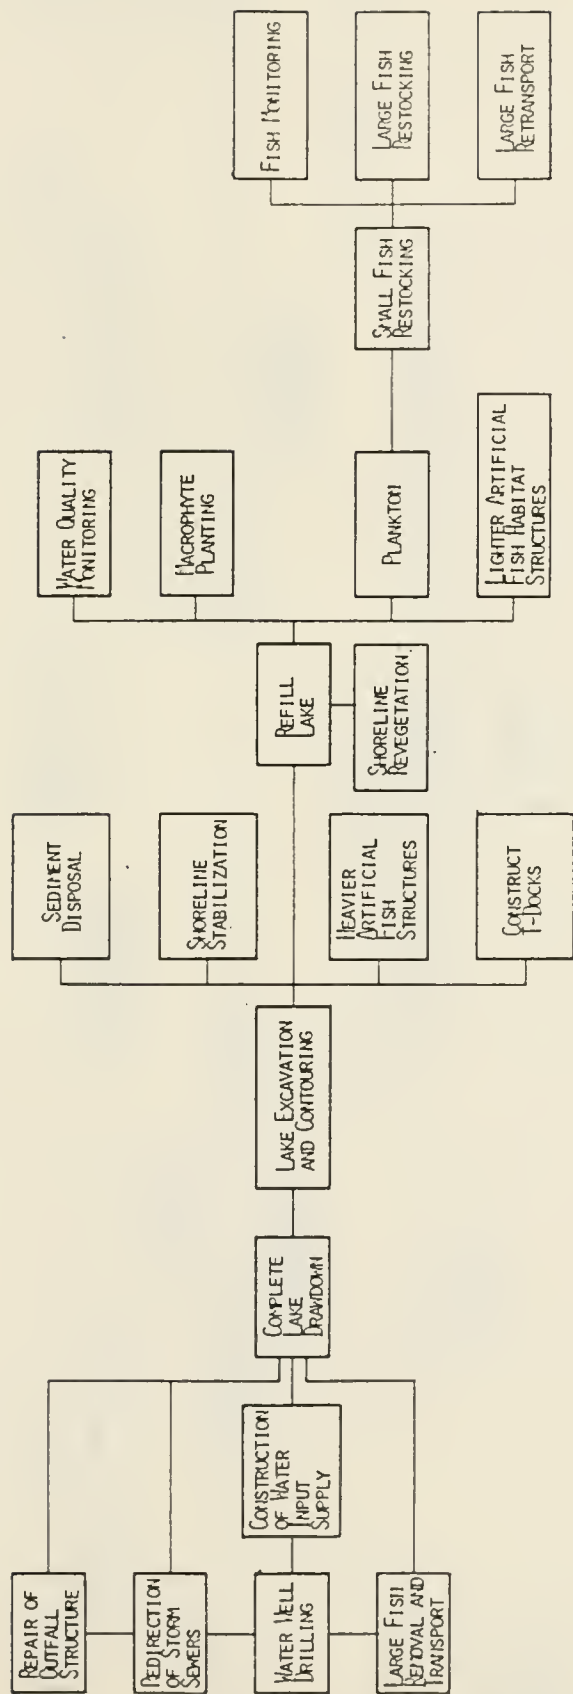 REPAIR OF
OUTFALL
STRUCTURE
REDIRECTION
OF STORM
SEWERS
WATER WELL
DRILLING
LARGE FISH
REMOVAL AND
TRANSPORT
CONSTRUCTION
OF WATER
INPUT
SUPPLY
COMPLETE
LAKE
DRAWDOWN
LAKE EXCAVATION
AND CONTOURING
SEDIMENT
DISPOSAL
SHORELINE
STABILIZATION
HEAVIER
ARTIFICIAL
FISH
STRUCTURES
CONSTRUCT
T-DOCKS
REFILL
LAKE
SHORELINE
REVEGETATION
WATER QUALITY
MONITORING
MACROPHYTE
PLANTING
PLANKTON
LIGHTER ARTIFICIAL
FISH HABITAT
STRUCTURES
SMALL FISH
RESTOCKING
FISH MONITORING
LARGE FISH
RESTOCKING
LARGE FISH
RETRANSPORT